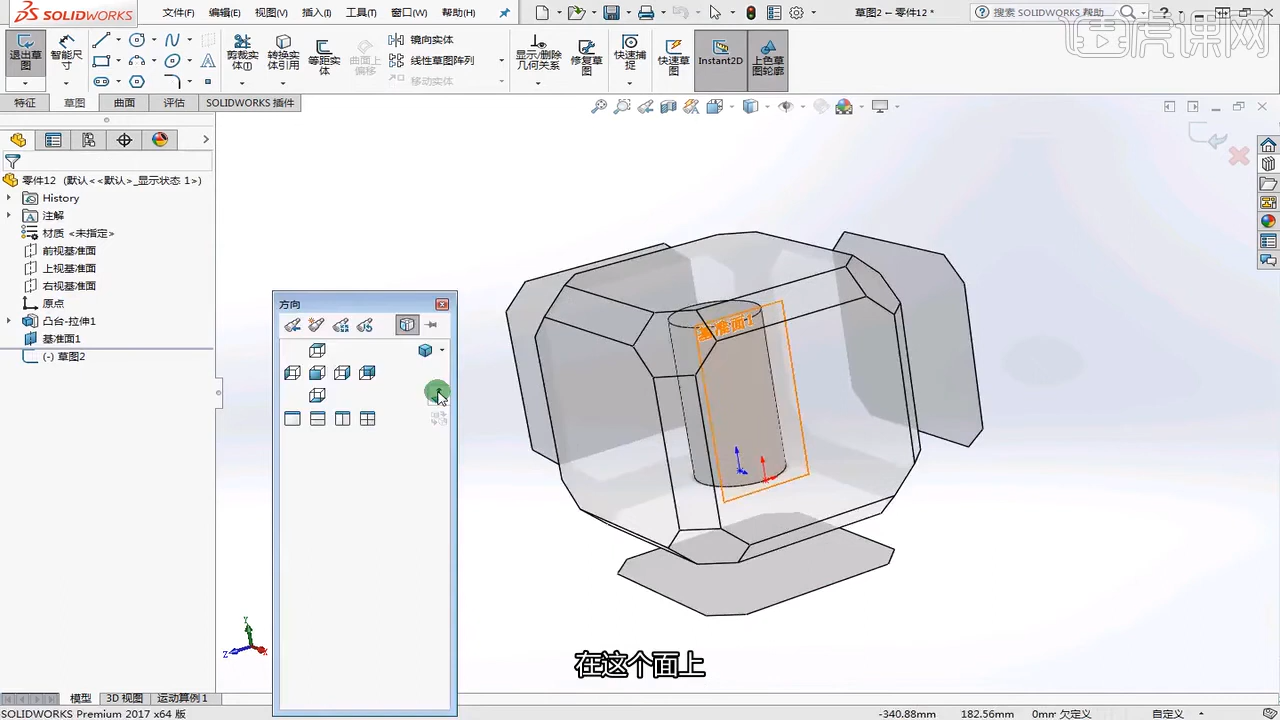 SOLIDWORKS
文件(F) 编辑(E) 视图(V) 插入(I) 工具(T) 窗口(W) 帮助(H)
草图2 ← 零件12 *
搜索 SOLIDWORKS 帮助
虎课网
退出草图
智能尺寸
剪裁实体(T)
转换实体引用
等距实体
曲面上偏移
镜向实体
线性草图阵列
移动实体
显示/删除几何关系
修复草图
快速捕捉
快速草图
Instant2D
上色草图轮廓
特征 草图 曲面 评估 SOLIDWORKS 插件
零件12 (默认<<默认>_显示状态 1>)
History
注解
材质 <未指定>
前视基准面
上视基准面
右视基准面
原点
凸台-拉伸1
基准面1
(-) 草图2
方向
基准面1
Y
Z
X
在这个面上
模型 3D 视图 运动算例 1
SOLIDWORKS Premium 2017 x64 版
-340.88mm 182.56mm 0mm 欠定义 自定义